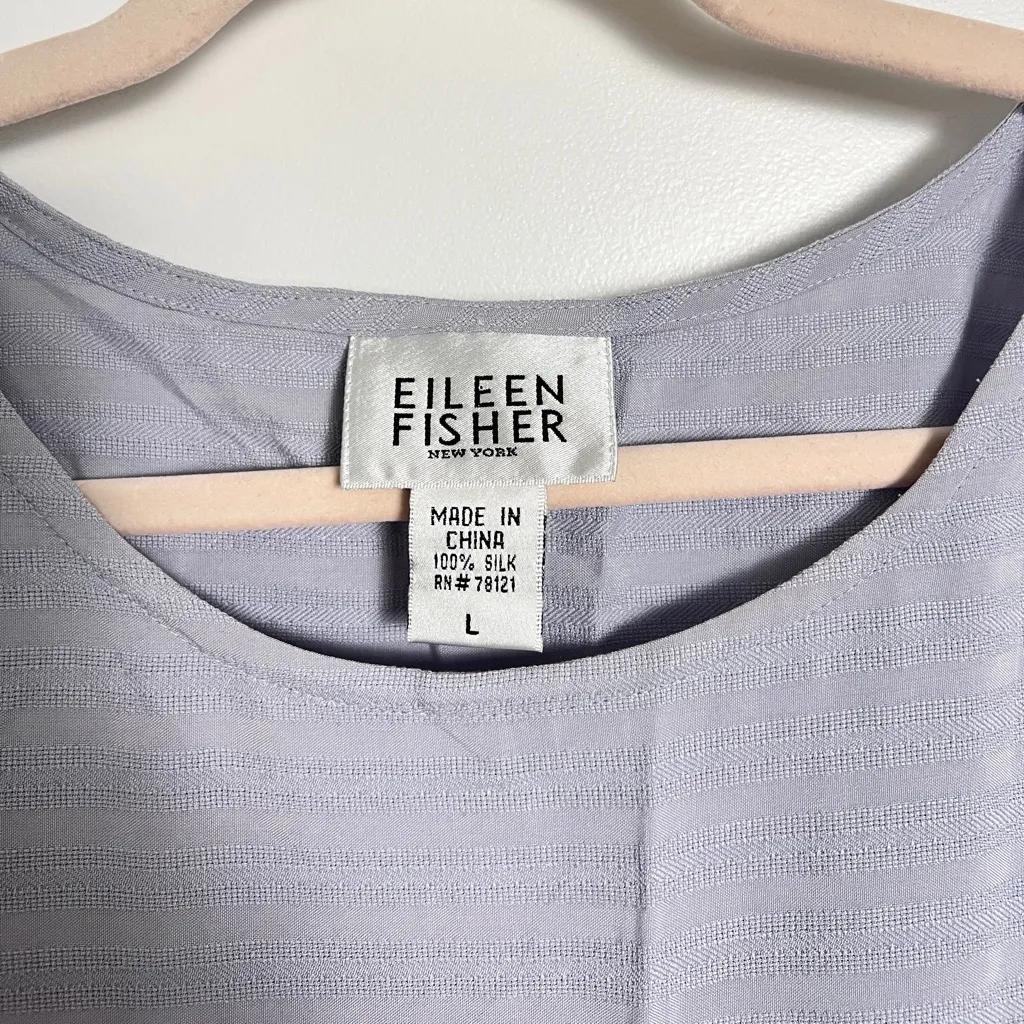 EILEEN
FISHER
NEW YORK
MADE IN
CHINA
100% SILK
RN# 78121
L